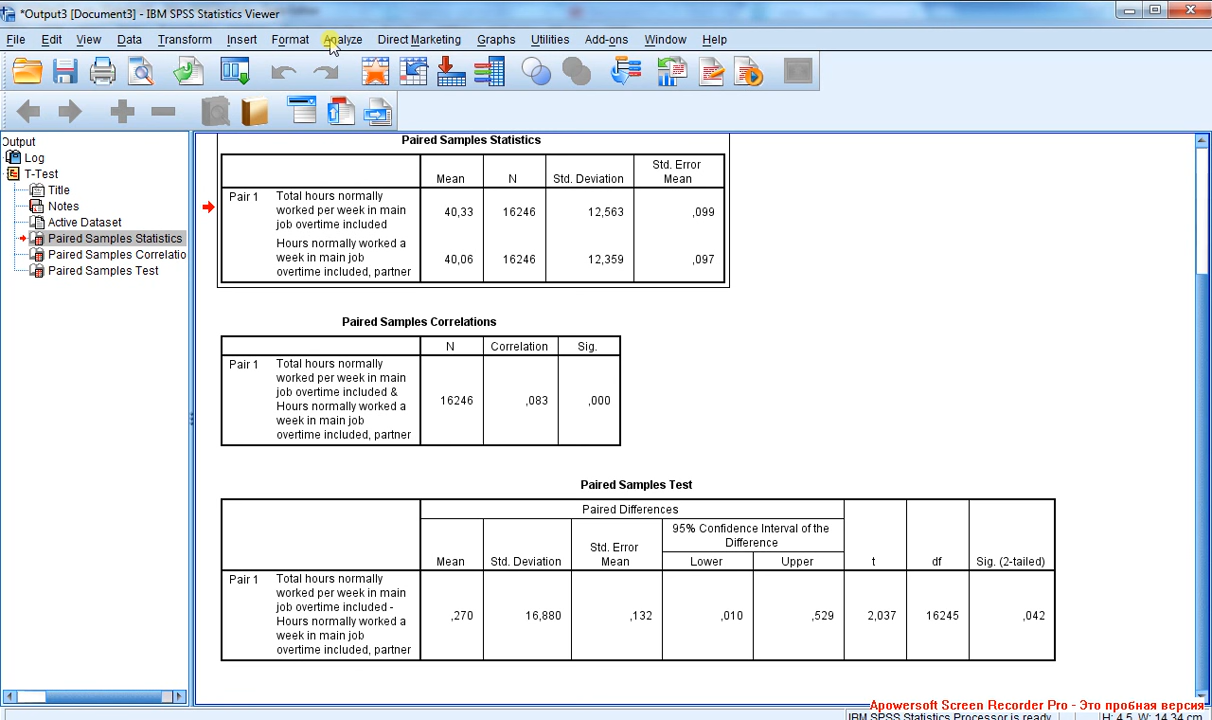 *Output3 [Document3] - IBM SPSS Statistics Viewer
File Edit View Data Transform Insert Format Analyze Direct Marketing Graphs Utilities Add-ons Window Help
Output
Log
T-Test
Title
Notes
Active Dataset
Paired Samples Statistics
Paired Samples Correlatio
Paired Samples Test
Paired Samples Statistics
Mean N Std. Deviation Std. Error Mean
Pair 1 Total hours normally
worked per week in main
job overtime included
40,33 16246 12,563 ,099
Hours normally worked a
week in main job
overtime included, partner
40,06 16246 12,359 ,097
Paired Samples Correlations
N Correlation Sig.
Pair 1 Total hours normally
worked per week in main
job overtime included &
Hours normally worked a
week in main job
overtime included, partner
16246 ,083 ,000
Paired Samples Test
Paired Differences
95% Confidence Interval of the
Difference
Mean Std. Deviation Std. Error Mean Lower Upper t df Sig. (2-tailed)
Pair 1 Total hours normally
worked per week in main
job overtime included -
Hours normally worked a
week in main job
overtime included, partner
,270 16,880 ,132 ,010 ,529 2,037 16245 ,042
Apowersoft Screen Recorder Pro - Это пробная версия
IBM SPSS Statistics Processor is ready H: 4,5, W: 14,34 cm